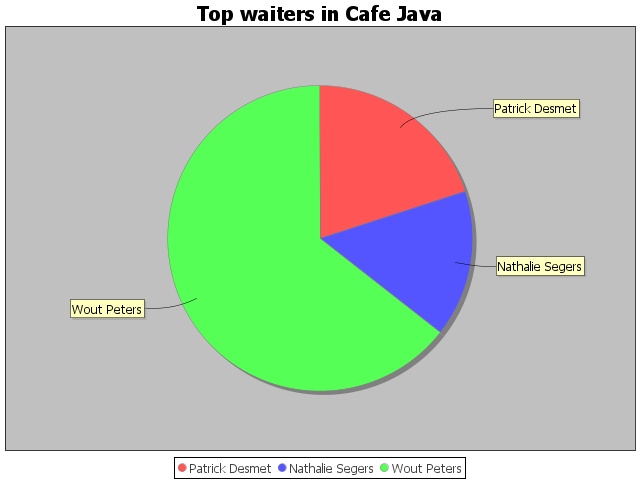 Top waiters in Cafe Java
Patrick Desmet
Nathalie Segers
Wout Peters
Patrick Desmet Nathalie Segers Wout Peters